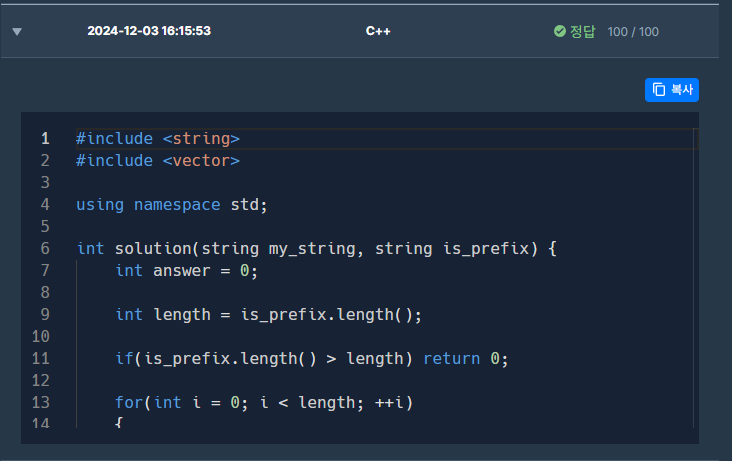 ▼ 2024-12-03 16:15:53 C++ 정답 100 / 100
복사
1 #include <string>
2 #include <vector>
3
4 using namespace std;
5
6 int solution(string my_string, string is_prefix) {
7     int answer = 0;
8
9     int length = is_prefix.length();
10
11     if(is_prefix.length() > length) return 0;
12
13     for(int i = 0; i < length; ++i)
14     {